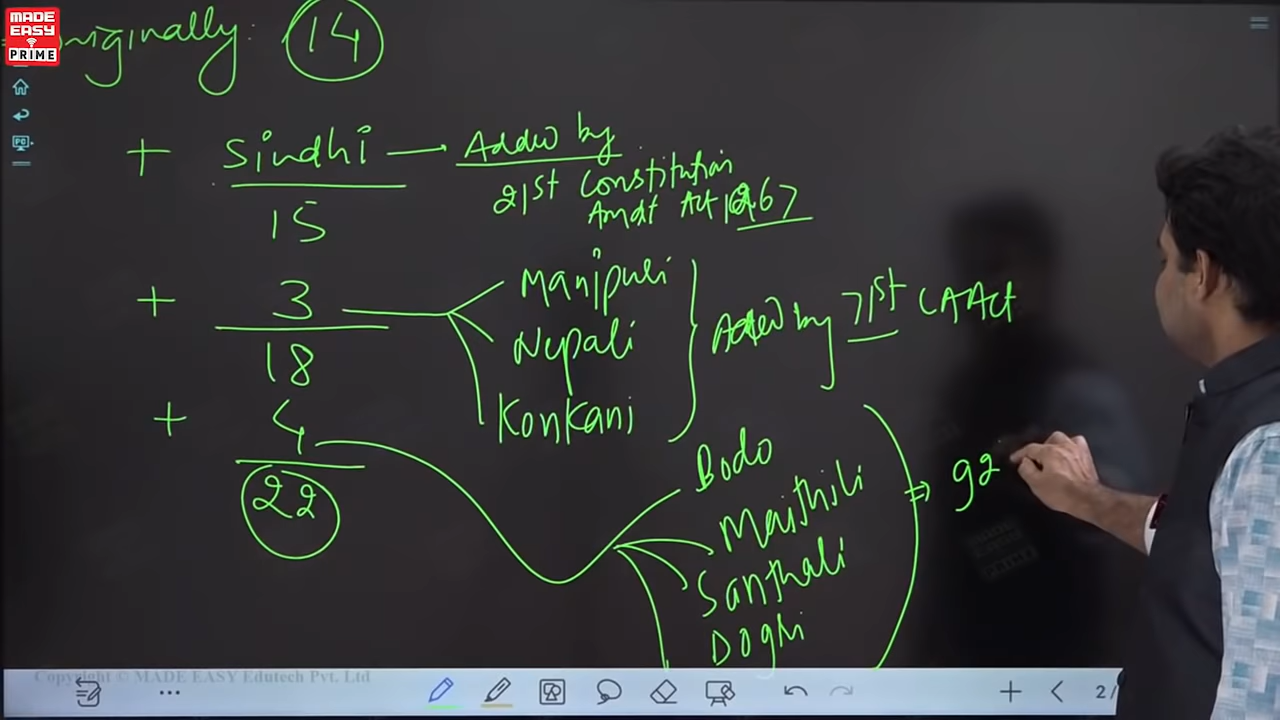 MADE
EASY
PRIME
originally: 14
+ Sindhi → Added by
21st Constitution
Amdt Act 1967
15
+ 3
Manipuri
Nepali
Konkani
Added by 71st CAAct
18
+ 4
22
Bodo
Maithili
Santhali
Dogri
⇒ 92
Copyright © MADE EASY Edutech Pvt. Ltd
2/